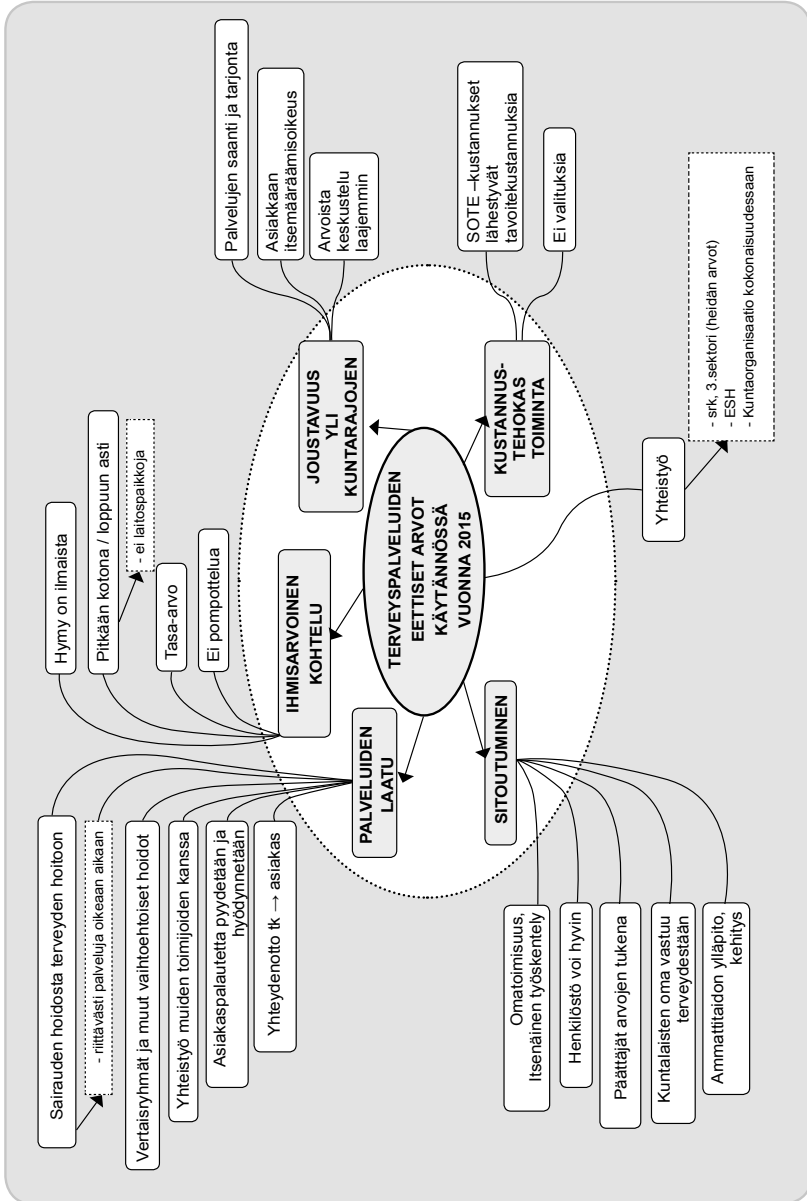 Sairauden hoidosta terveyden hoitoon
- riittävästi palveluja oikeaan aikaan
Vertaisryhmät ja muut vaihtoehtoiset hoidot
Yhteistyö muiden toimijoiden kanssa
Asiakaspalautetta pyydetään ja
hyödynnetään
Yhteydenotto tk → asiakas
PALVELUIDEN
LAATU
Hymy on ilmaista
Pitkään kotona / loppuun asti
- ei laitospaikkoja
Tasa-arvo
Ei pompottelua
IHMISARVOINEN
KOHTELU
Palvelujen saanti ja tarjonta
Asiakkaan
itsemääräämisoikeus
Arvoista
keskustelu
laajemmin
JOUSTAVUUS
YLI
KUNTARAJOJEN
TERVEYSPALVELUIDEN
EETTISET ARVOT
KÄYTÄNNÖSSÄ
VUONNA 2015
SITOUTUMINEN
Omatoimisuus,
Itsenäinen työskentely
Henkilöstö voi hyvin
Päättäjät arvojen tukena
Kuntalaisten oma vastuu
terveydestään
Ammattitaidon ylläpito,
kehitys
KUSTANNUS-
TEHOKAS
TOIMINTA
SOTE –kustannukset
lähestyvät
tavoitekustannuksia
Ei valituksia
Yhteistyö
- srk, 3.sektori (heidän arvot)
- ESH
- Kuntaorganisaatio kokonaisuudessaan